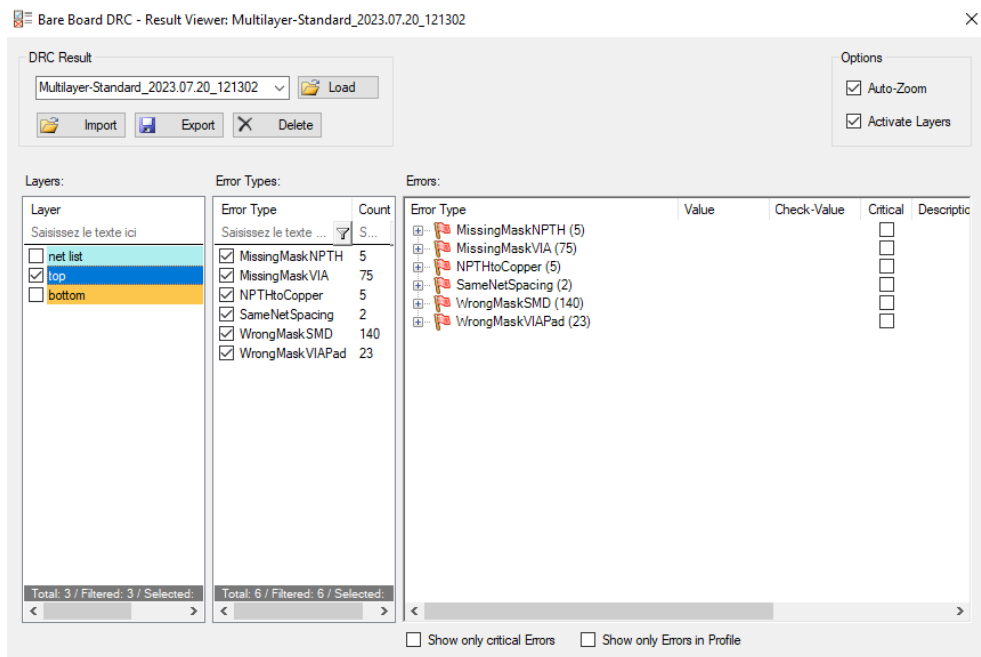 Bare Board DRC - Result Viewer: Multilayer-Standard_2023.07.20_121302
DRC Result
Multilayer-Standard_2023.07.20_121302
Load
Import
Export
Delete
Options
Auto-Zoom
Activate Layers
Layers:
Layer
Saisissez le texte ici
net list
top
bottom
Total: 3 / Filtered: 3 / Selected:
Error Types:
Error Type Count
Saisissez le texte ... S...
MissingMaskNPTH 5
MissingMaskVIA 75
NPTHtoCopper 5
SameNetSpacing 2
WrongMaskSMD 140
WrongMaskVIAPad 23
Total: 6 / Filtered: 6 / Selected:
Errors:
Error Type Value Check-Value Critical Descriptic
MissingMaskNPTH (5)
MissingMaskVIA (75)
NPTHtoCopper (5)
SameNetSpacing (2)
WrongMaskSMD (140)
WrongMaskVIAPad (23)
Show only critical Errors
Show only Errors in Profile